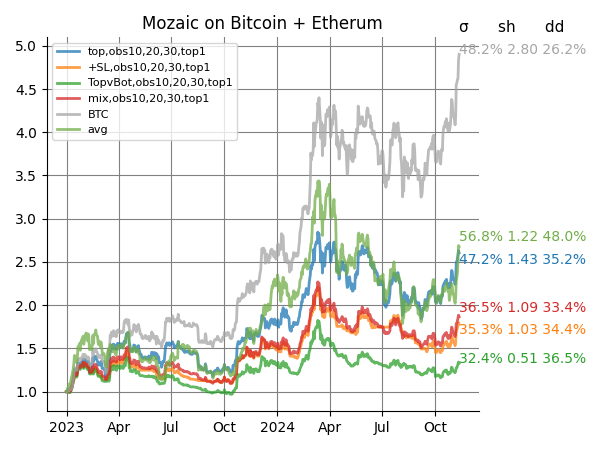 Mozaic on Bitcoin + Etherum
σ sh dd
5.0
4.5
4.0
3.5
3.0
2.5
2.0
1.5
1.0
top,obs10,20,30,top1
+SL,obs10,20,30,top1
TopvBot,obs10,20,30,top1
mix,obs10,20,30,top1
BTC
avg
48.2% 2.80 26.2%
56.8% 1.22 48.0%
47.2% 1.43 35.2%
36.5% 1.09 33.4%
35.3% 1.03 34.4%
32.4% 0.51 36.5%
2023 Apr Jul Oct 2024 Apr Jul Oct